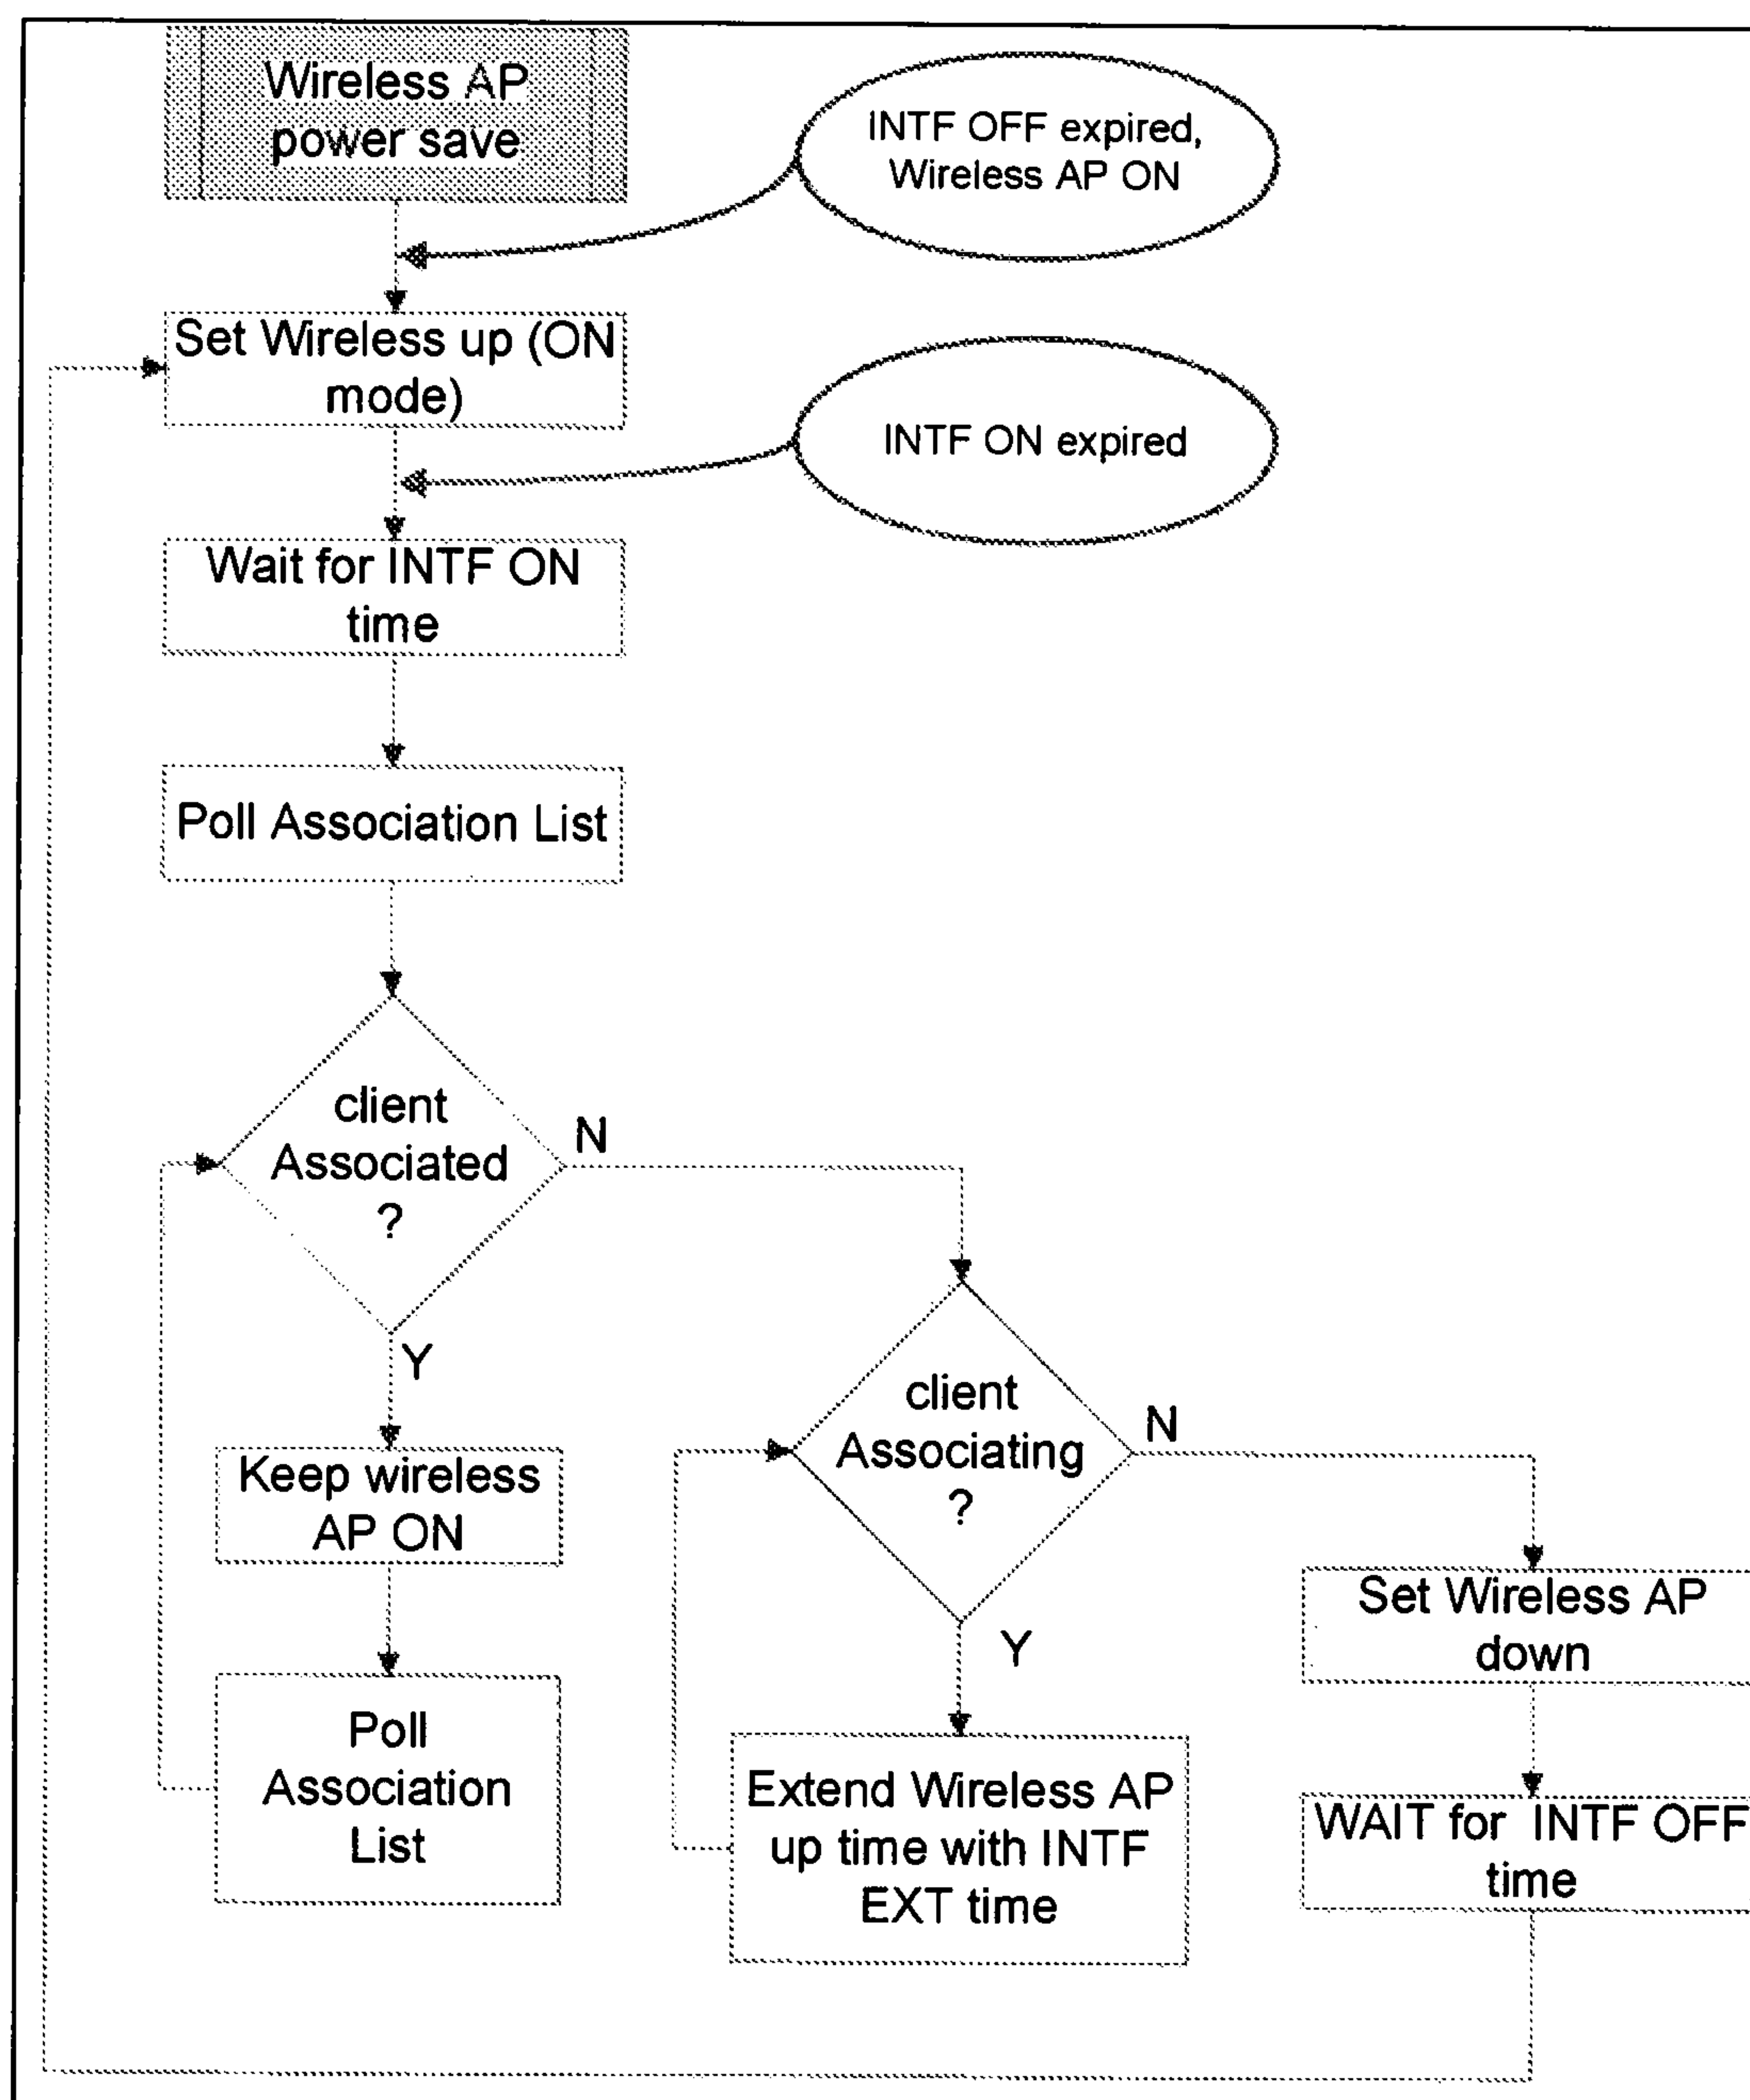 Wireless AP
power save
INTF OFF expired,
Wireless AP ON
Set Wireless up (ON
mode)
INTF ON expired
Wait for INTF ON
time
Poll Association List
client
Associated
?
N
Y
client
Associating
?
N
Y
Keep wireless
AP ON
Poll
Association
List
Extend Wireless AP
up time with INTF
EXT time
Set Wireless AP
down
WAIT for INTF OFF
time